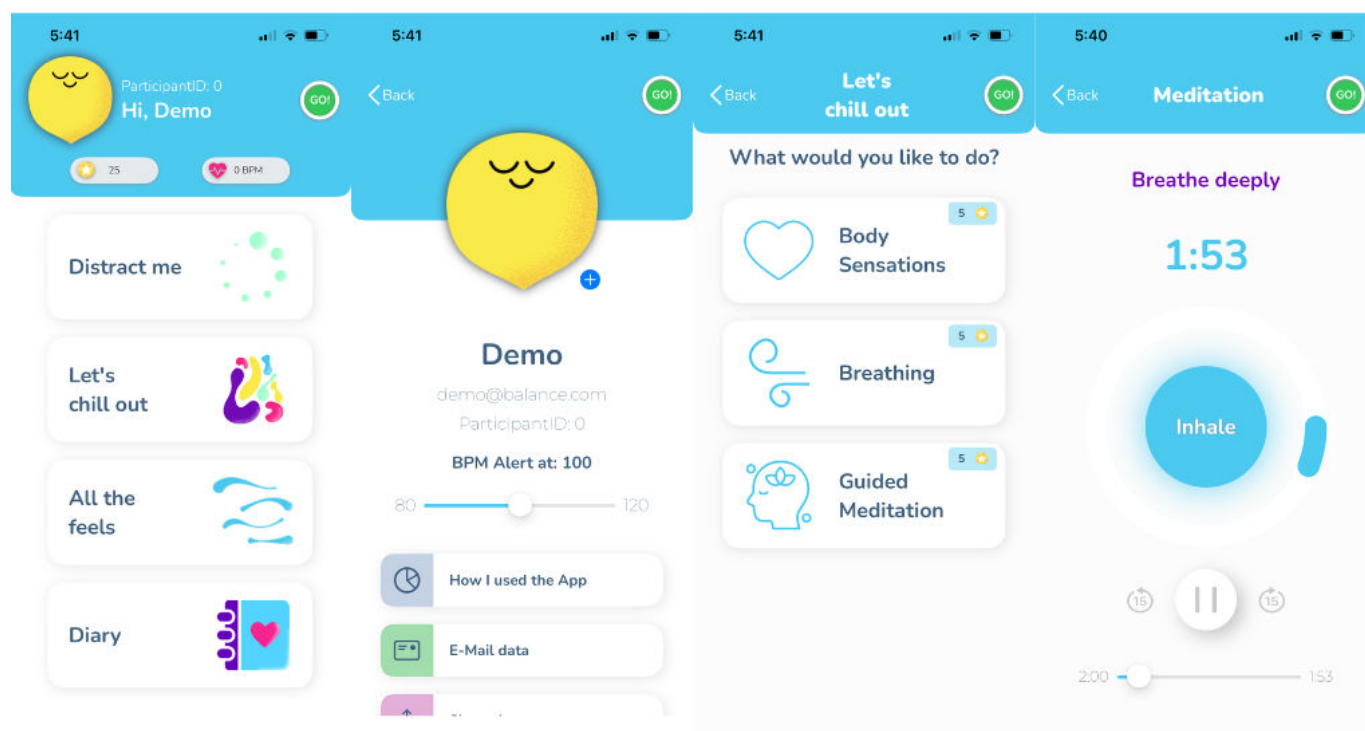 5:41
ParticipantID: 0
Hi, Demo
GO!
25
0 BPM
Distract me
Let's
chill out
All the
feels
Diary
5:41
Back
GO!
Demo
demo@balance.com
ParticipantID: 0
BPM Alert at: 100
80
120
How I used the App
E-Mail data
5:41
Back
Let's
chill out
GO!
What would you like to do?
5
Body
Sensations
5
Breathing
5
Guided
Meditation
5:40
Back
Meditation
GO!
Breathe deeply
1:53
Inhale
15
15
2:00
1:53